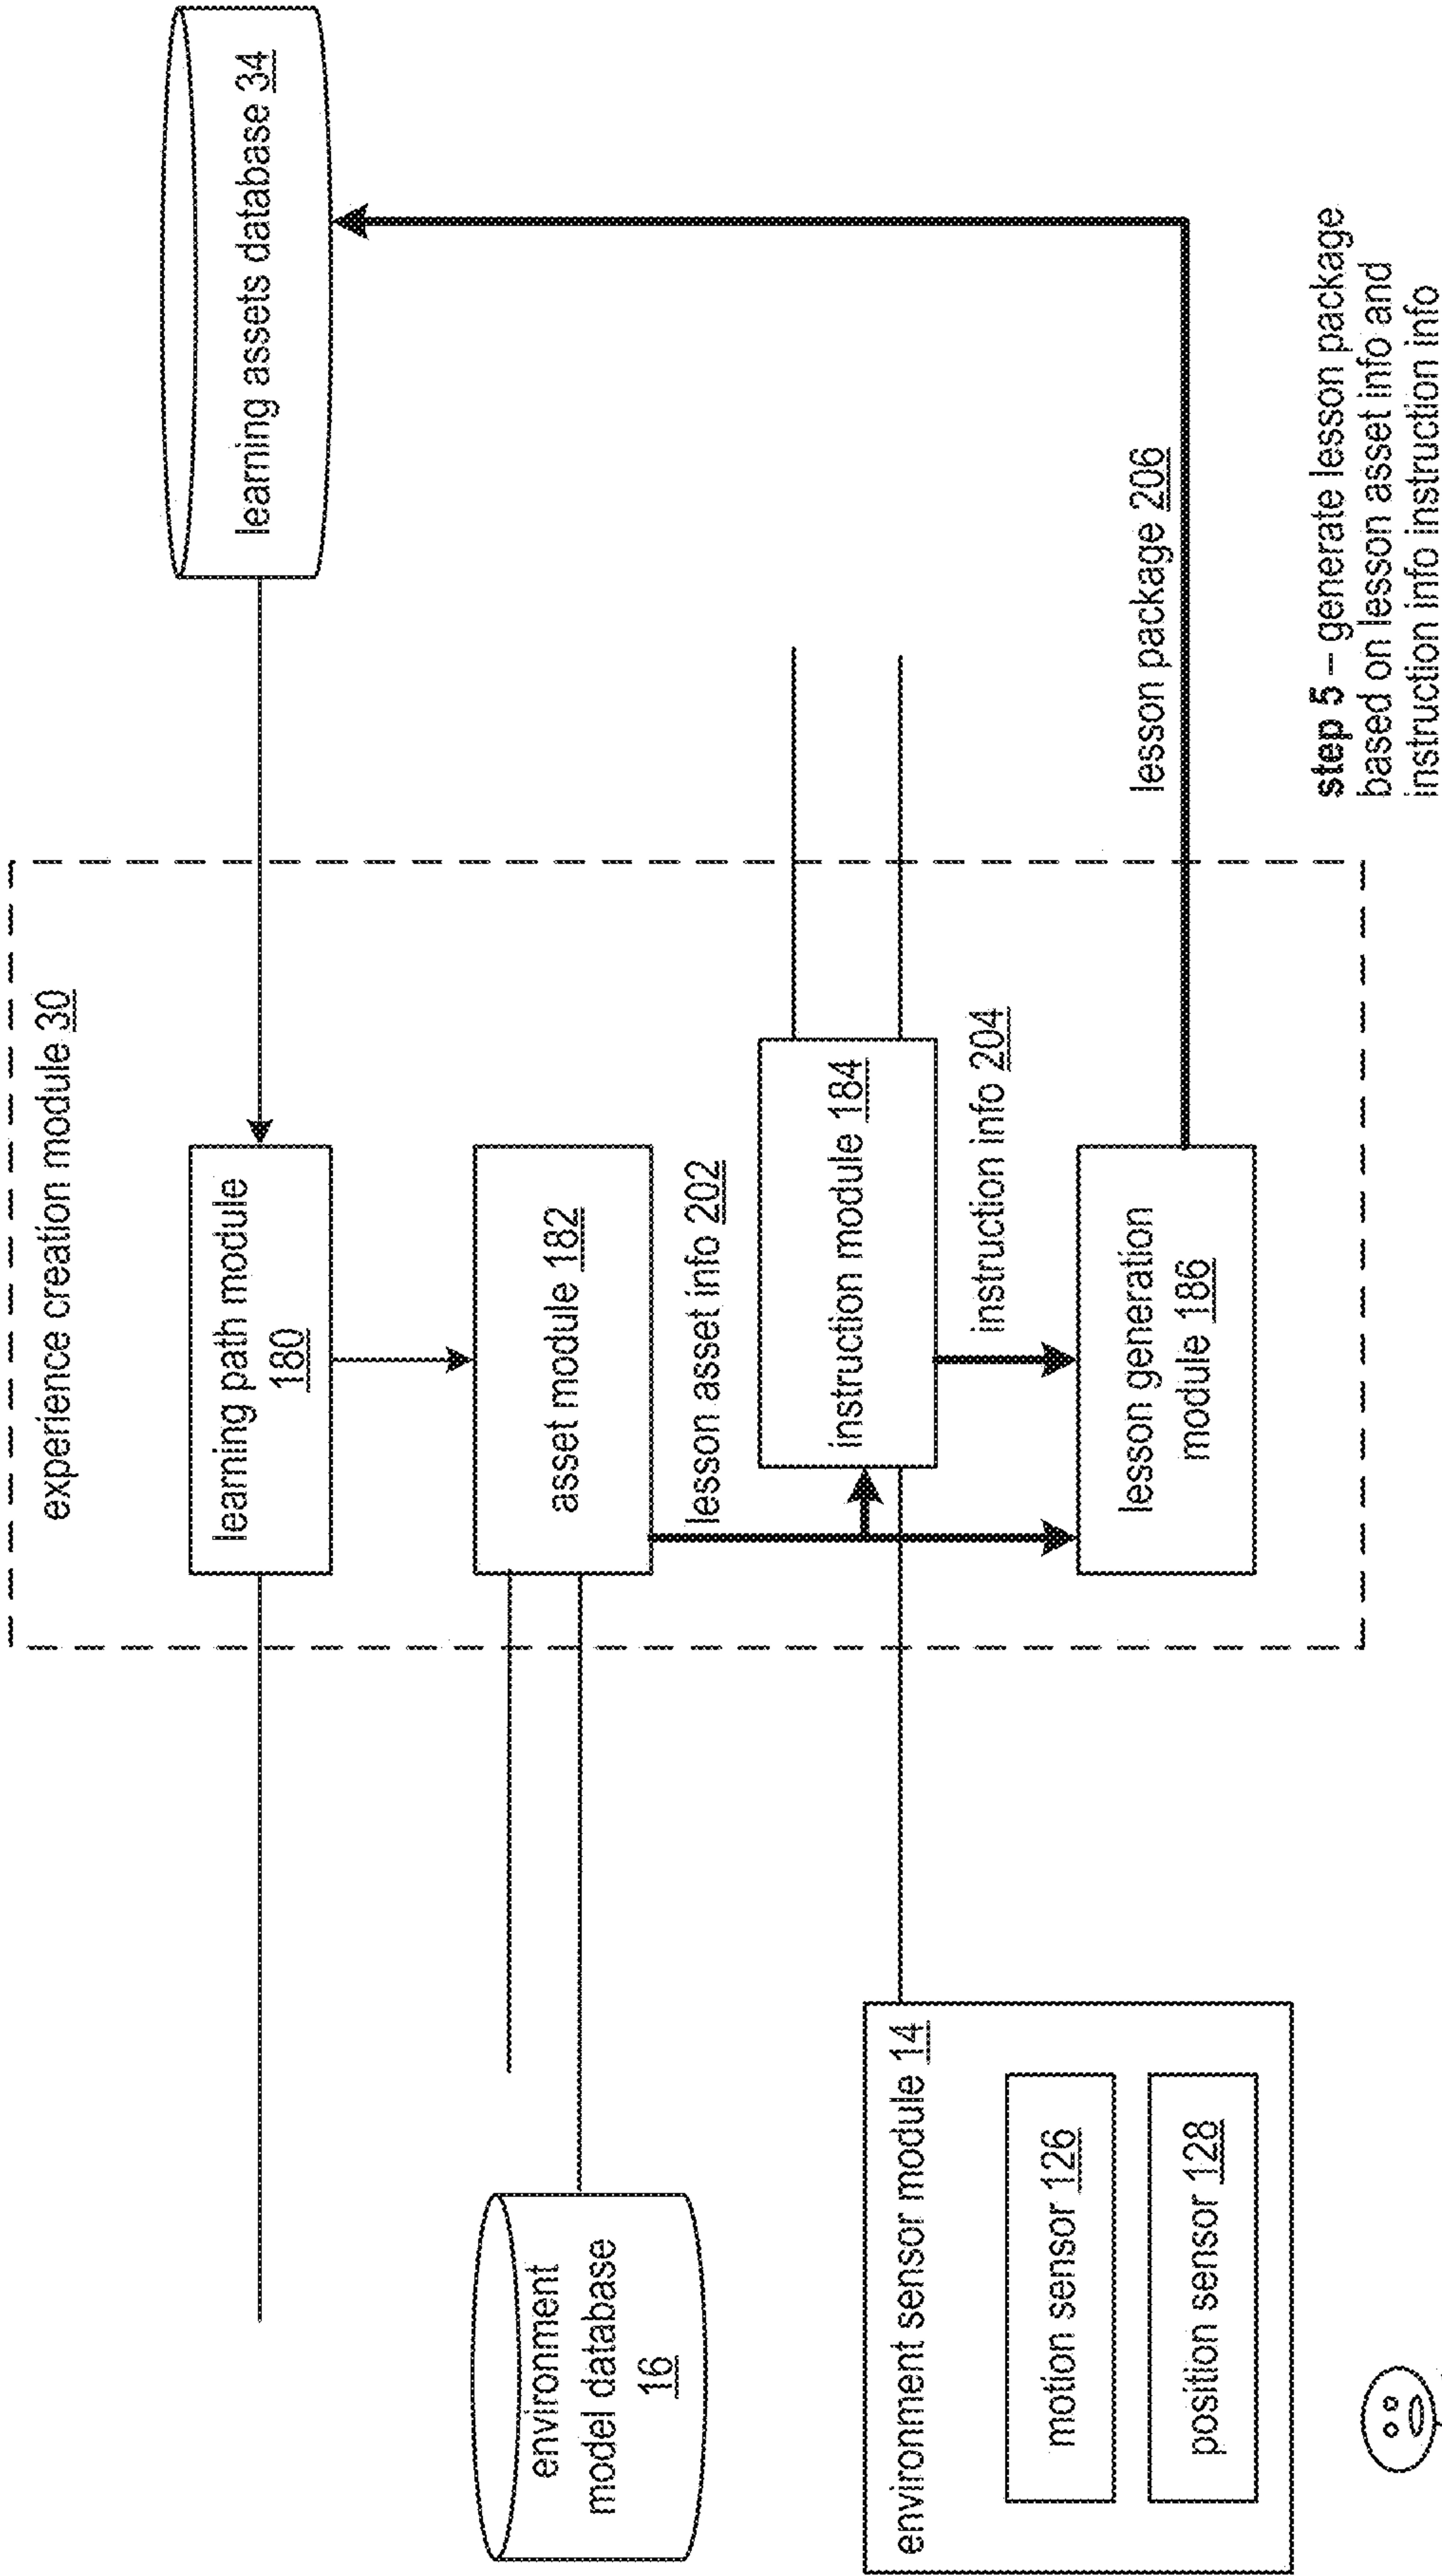 experience creation module 30
learning assets database 34
learning path module
180
environment
model database
16
asset module 182
lesson asset info 202
instruction module 184
environment sensor module 14
motion sensor 126
position sensor 128
instruction info 204
lesson generation
module 186
lesson package 206
step 5 – generate lesson package
based on lesson asset info and
instruction info instruction info